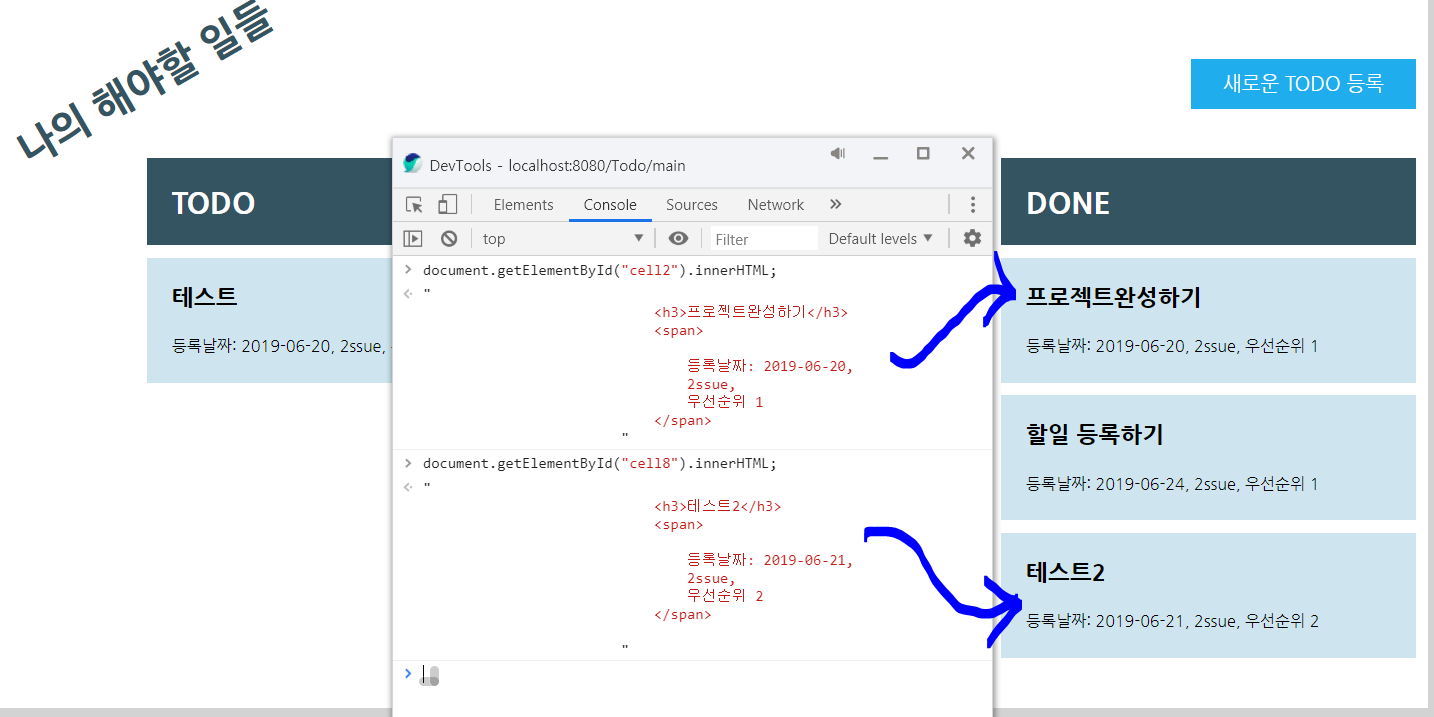 나의 해야할 일들
새로운 TODO 등록
TODO
테스트
등록날짜: 2019-06-20, 2ssue,
DevTools - localhost:8080/Todo/main
Elements Console Sources Network »
top Filter Default levels
document.getElementById("cell2").innerHTML;
"
<h3>프로젝트완성하기</h3>
<span>
등록날짜: 2019-06-20,
2ssue,
우선순위 1
</span>
"
document.getElementById("cell8").innerHTML;
"
<h3>테스트2</h3>
<span>
등록날짜: 2019-06-21,
2ssue,
우선순위 2
</span>
"
DONE
프로젝트완성하기
등록날짜: 2019-06-20, 2ssue, 우선순위 1
할일 등록하기
등록날짜: 2019-06-24, 2ssue, 우선순위 1
테스트2
등록날짜: 2019-06-21, 2ssue, 우선순위 2